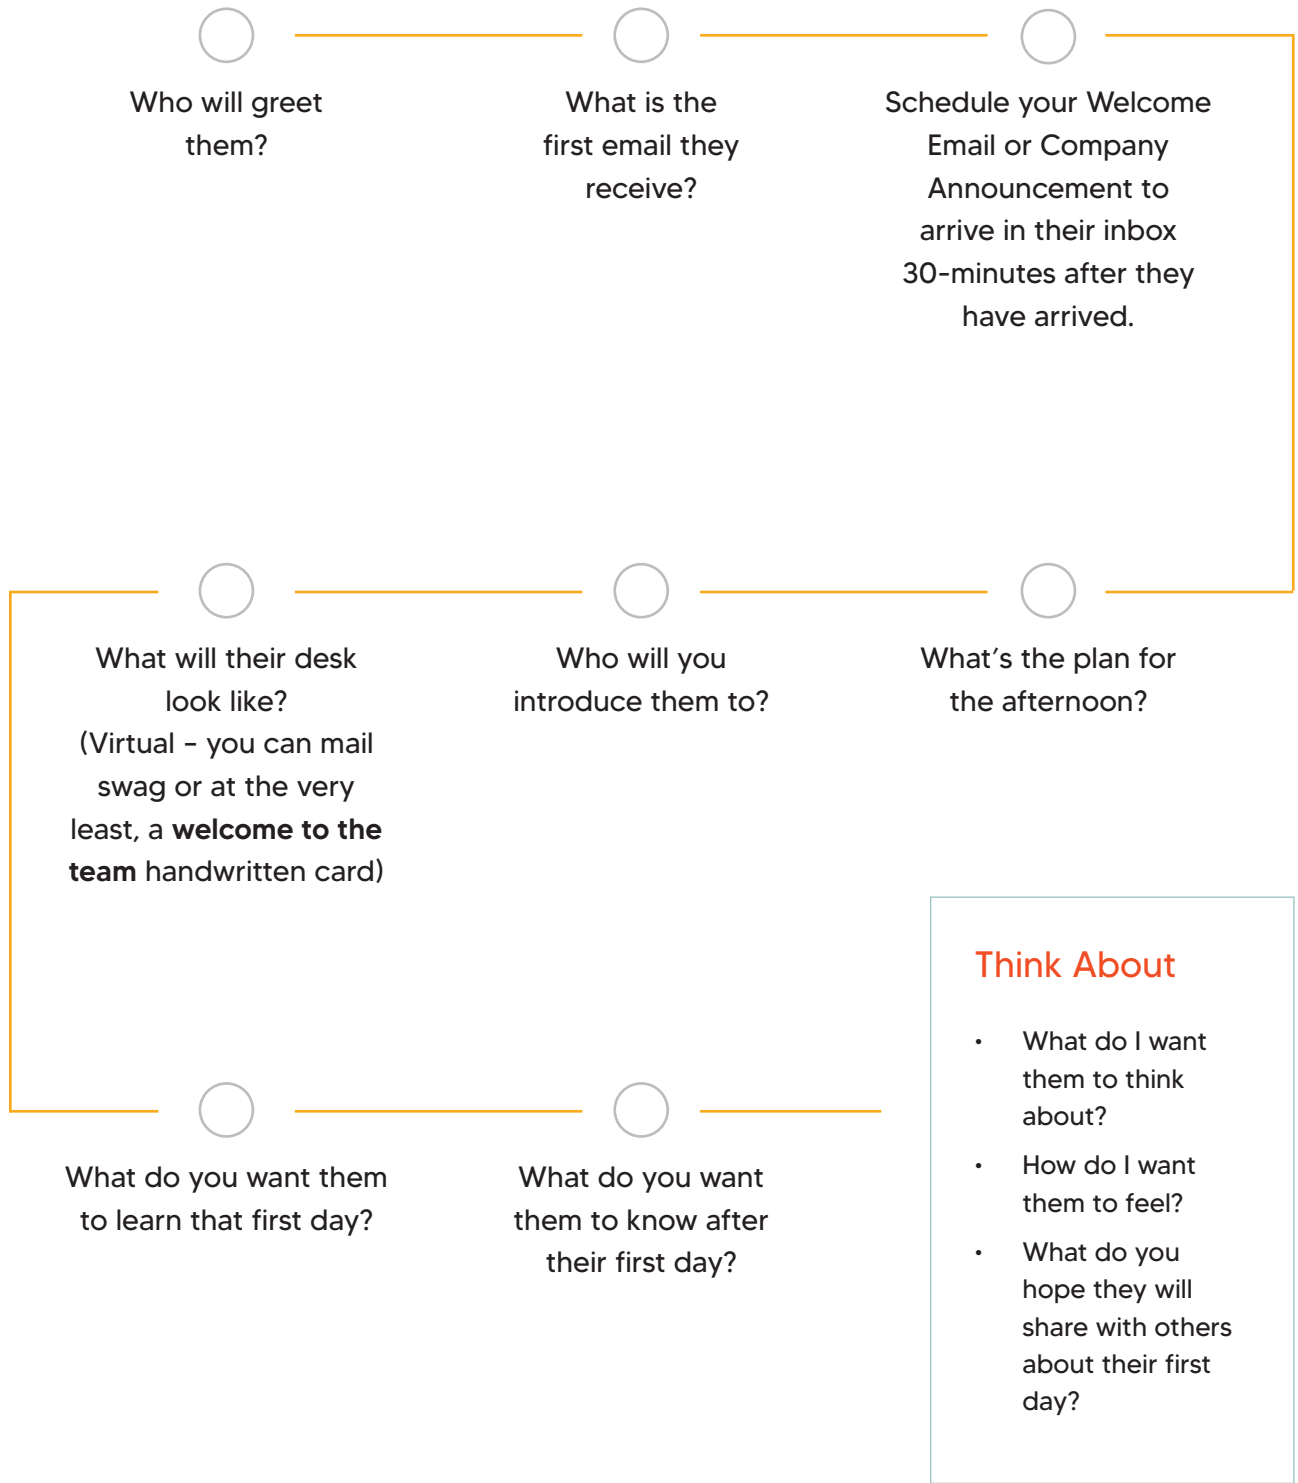 Who will greet
them?
What is the
first email they
receive?
Schedule your Welcome
Email or Company
Announcement to
arrive in their inbox
30-minutes after they
have arrived.
What will their desk
look like?
(Virtual – you can mail
swag or at the very
least, a welcome to the
team handwritten card)
Who will you
introduce them to?
What's the plan for
the afternoon?
What do you want them
to learn that first day?
What do you want
them to know after
their first day?
Think About
• What do I want
them to think
about?
• How do I want
them to feel?
• What do you
hope they will
share with others
about their first
day?